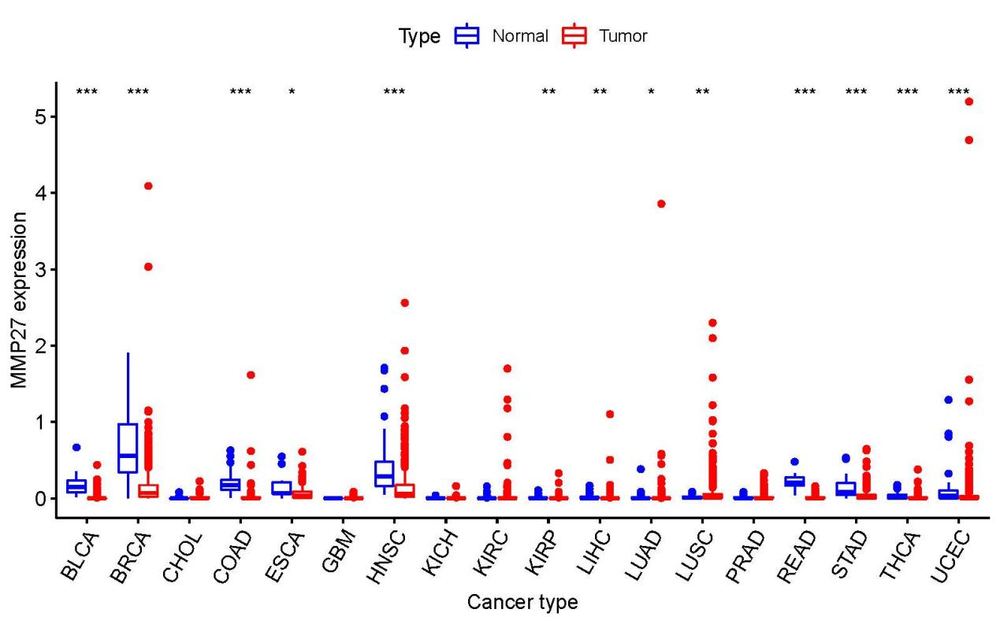 Type Normal Tumor
*** *** *** * *** ** ** * ** *** *** *** ***
5
4
3
2
1
0
MMP27 expression
BLCA BRCA CHOL COAD ESCA GBM HNSC KICH KIRC KIRP LIHC LUAD LUSC PRAD READ STAD THCA UCEC
Cancer type